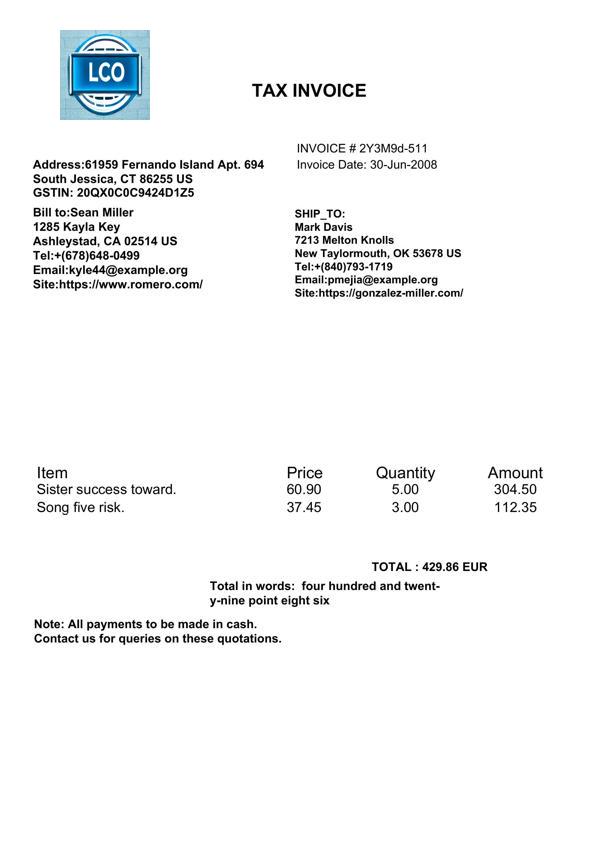 LCO
TAX INVOICE
INVOICE # 2Y3M9d-511
Invoice Date: 30-Jun-2008
Address:61959 Fernando Island Apt. 694
South Jessica, CT 86255 US
GSTIN: 20QX0C0C9424D1Z5
Bill to:Sean Miller
1285 Kayla Key
Ashleystad, CA 02514 US
Tel:+(678)648-0499
Email:kyle44@example.org
Site:https://www.romero.com/
SHIP_TO:
Mark Davis
7213 Melton Knolls
New Taylormouth, OK 53678 US
Tel:+(840)793-1719
Email:pmejia@example.org
Site:https://gonzalez-miller.com/
Item Price Quantity Amount
Sister success toward. 60.90 5.00 304.50
Song five risk. 37.45 3.00 112.35
TOTAL : 429.86 EUR
Total in words: four hundred and twent-
y-nine point eight six
Note: All payments to be made in cash.
Contact us for queries on these quotations.